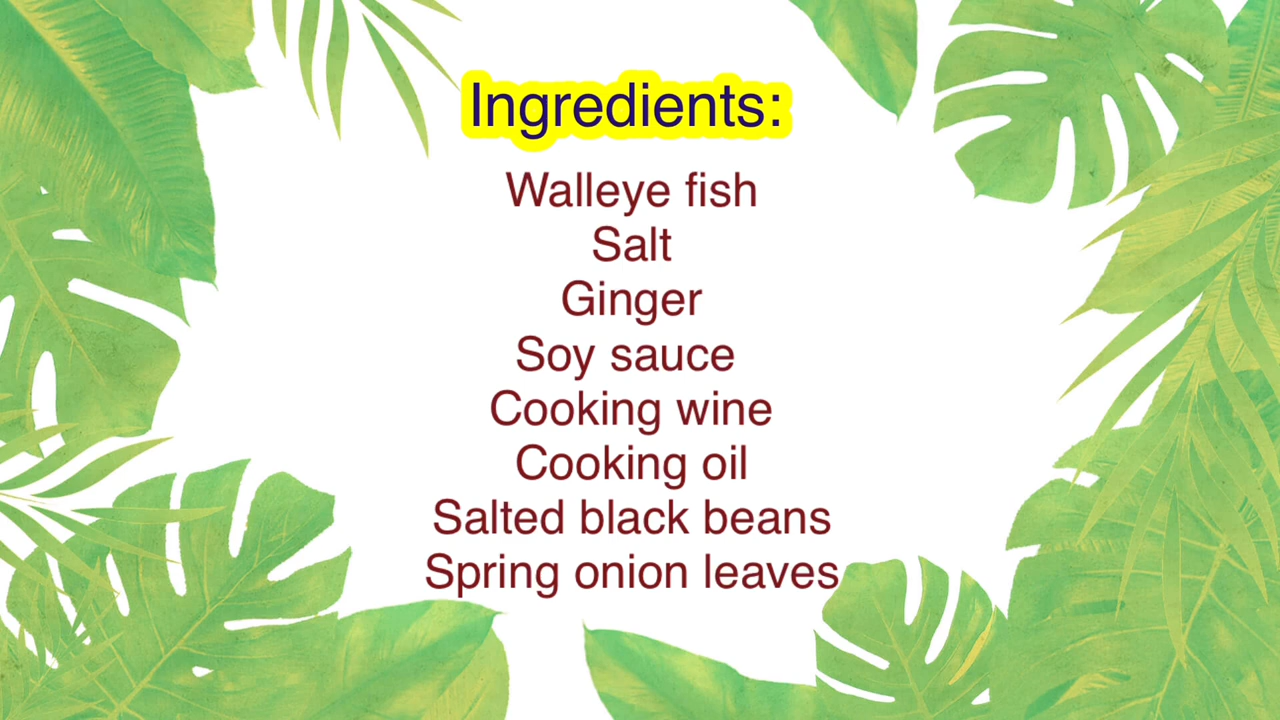 Ingredients:
Walleye fish
Salt
Ginger
Soy sauce
Cooking wine
Cooking oil
Salted black beans
Spring onion leaves